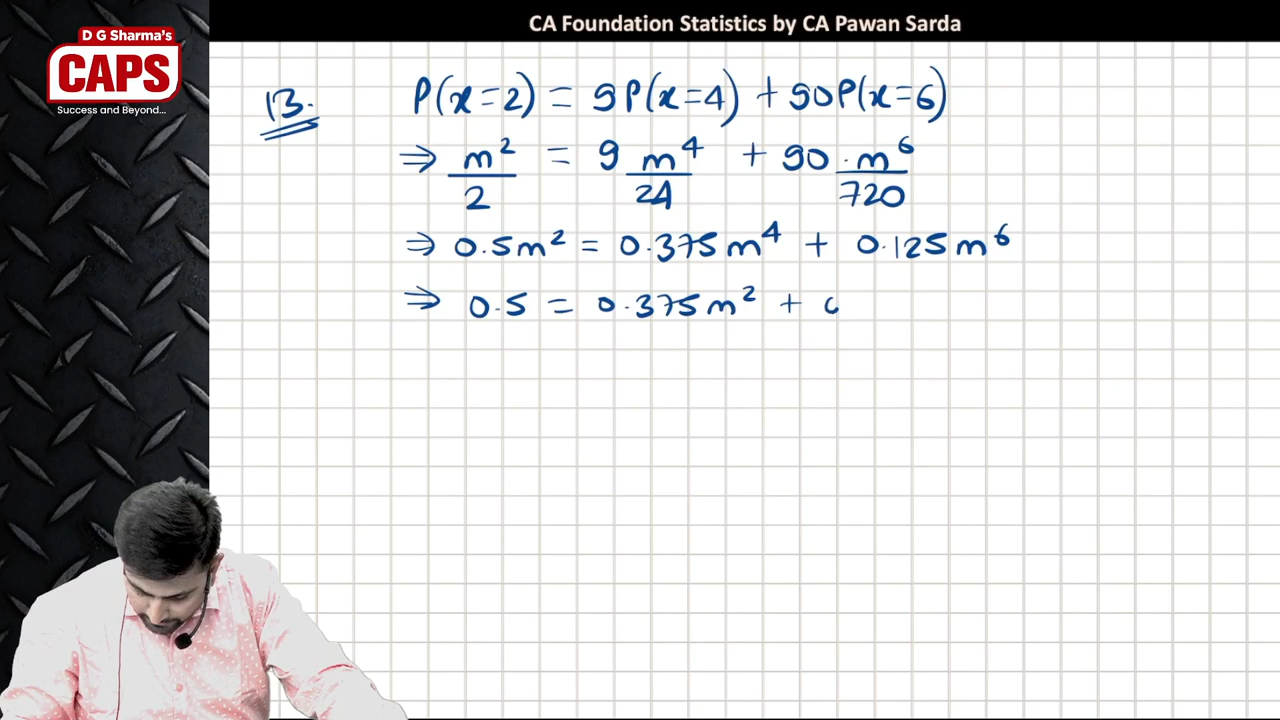 CA Foundation Statistics by CA Pawan Sarda
D G Sharma's
CAPS
Success and Beyond...
13.
P(x=2) = 9P(x=4) + 90P(x=6)
⇒ m²/2 = 9 m⁴/24 + 90 · m⁶/720
⇒ 0.5m² = 0.375m⁴ + 0.125m⁶
⇒ 0.5 = 0.375m² +